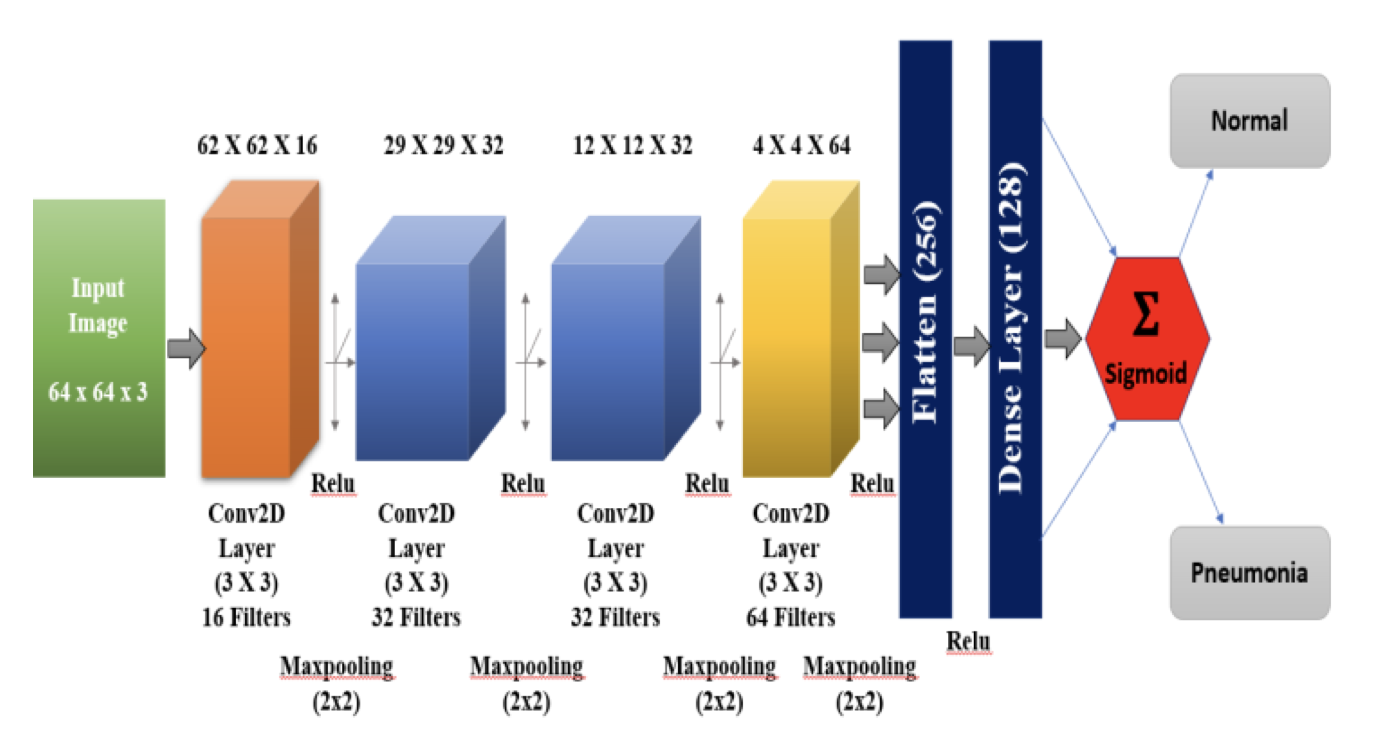 62 X 62 X 16
29 X 29 X 32
12 X 12 X 32
4 X 4 X 64
Input
Image
64 x 64 x 3
Relu
Relu
Relu
Relu
Conv2D
Layer
(3 X 3)
16 Filters
Conv2D
Layer
(3 X 3)
32 Filters
Conv2D
Layer
(3 X 3)
32 Filters
Conv2D
Layer
(3 X 3)
64 Filters
Maxpooling
(2x2)
Maxpooling
(2x2)
Maxpooling
(2x2)
Maxpooling
(2x2)
Flatten (256)
Relu
Dense Layer (128)
Σ
Sigmoid
Normal
Pneumonia